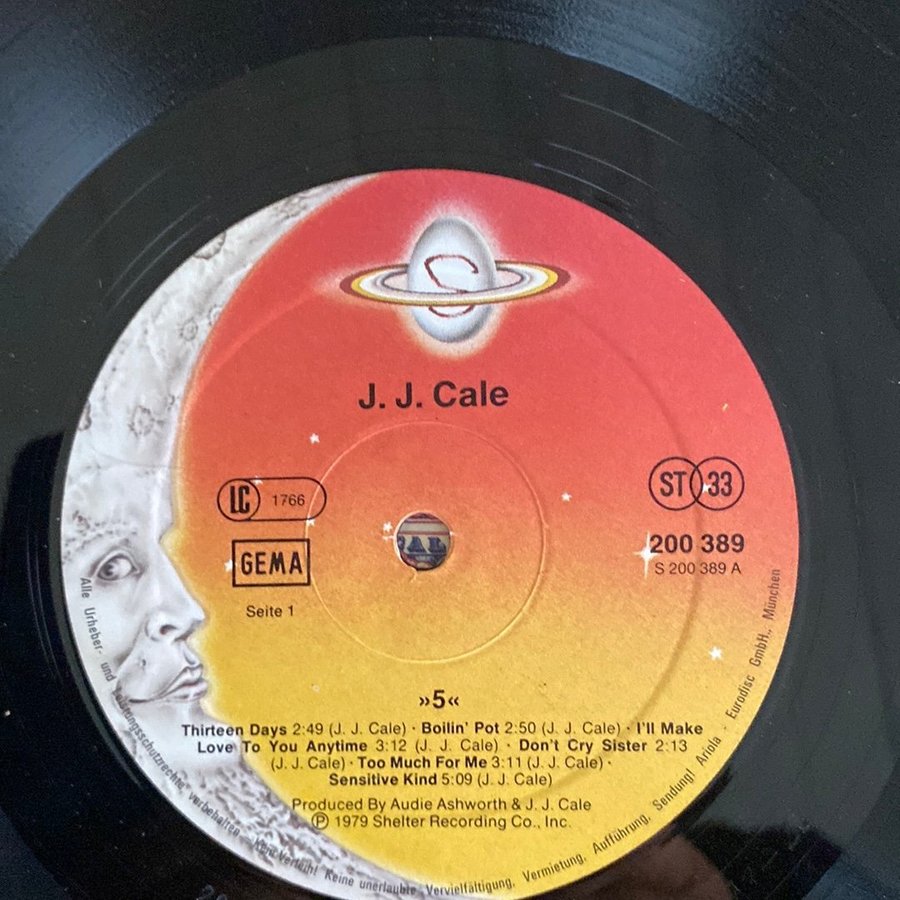 S
J. J. Cale
LC 1766
ST 33
GEMA
200 389
S 200 389 A
Seite 1
»5«
Thirteen Days 2:49 (J. J. Cale) · Boilin' Pot 2:50 (J. J. Cale) · I'll Make
Love To You Anytime 3:12 (J. J. Cale) · Don't Cry Sister 2:13
(J. J. Cale) · Too Much For Me 3:11 (J. J. Cale) ·
Sensitive Kind 5:09 (J. J. Cale)
Produced By Audie Ashworth & J. J. Cale
℗ 1979 Shelter Recording Co., Inc.
Alle Urheber- und Leistungsschutzrechte vorbehalten · Kein Verleih! Keine unerlaubte Vervielfältigung, Vermietung, Aufführung, Sendung! Ariola · Eurodisc GmbH., München